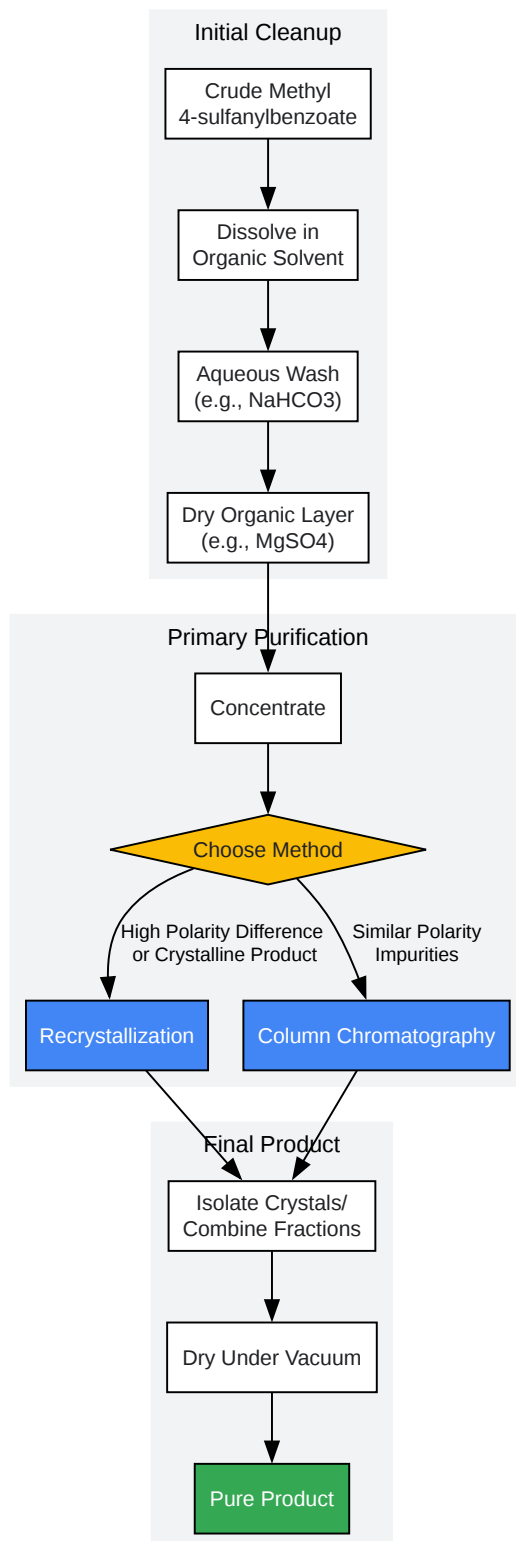 Initial Cleanup
Crude Methyl
4-sulfanylbenzoate
Dissolve in
Organic Solvent
Aqueous Wash
(e.g., NaHCO3)
Dry Organic Layer
(e.g., MgSO4)
Primary Purification
Concentrate
Choose Method
High Polarity Difference
or Crystalline Product
Similar Polarity
Impurities
Recrystallization
Column Chromatography
Final Product
Isolate Crystals/
Combine Fractions
Dry Under Vacuum
Pure Product